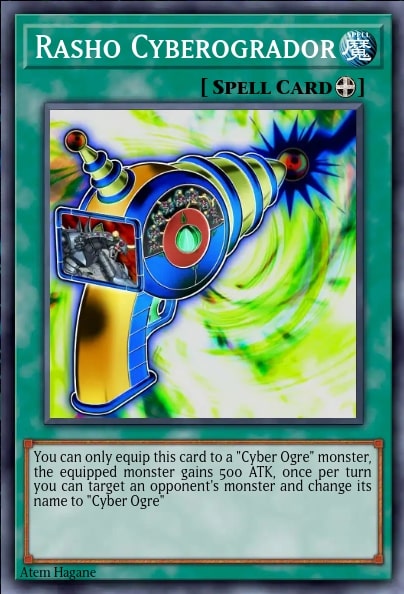 Rasho Cyberogrador
SPELL
魔
[ Spell Card ]
You can only equip this card to a "Cyber Ogre" monster,
the equipped monster gains 500 ATK, once per turn
you can target an opponent's monster and change its
name to "Cyber Ogre"
Atem Hagane